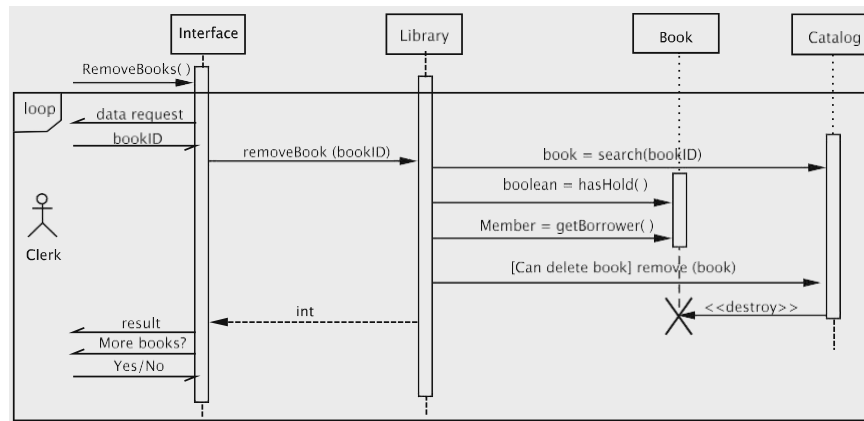 Interface
Library
Book
Catalog
RemoveBooks( )
loop
data request
bookID
removeBook (bookID)
book = search(bookID)
boolean = hasHold( )
Member = getBorrower( )
Clerk
[Can delete book] remove (book)
int
<<destroy>>
result
More books?
Yes/No